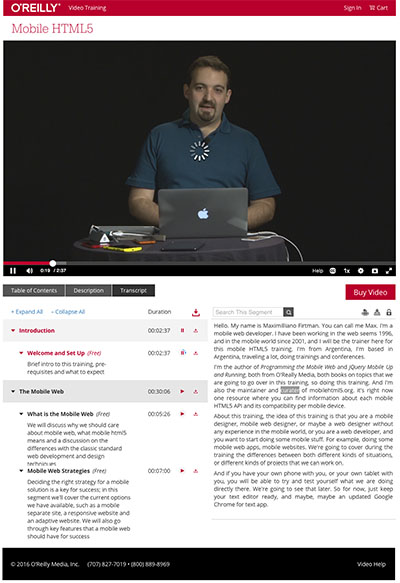 O'REILLY® Video Training Sign In Cart
Mobile HTML5
0:19 / 2:37 Help CC 1x
Table of Contents Description Transcript Buy Video
+ Expand All - Collapse All Duration
Introduction 00:02:37
Welcome and Set Up (Free) 00:02:37
Brief intro to this training, pre-
requisites and what to expect
The Mobile Web 00:30:06
What is the Mobile Web (Free) 00:05:26
We will discuss why we should care
about mobile web, what mobile html5
means and a discussion on the
differences with the classic standard
web development and design
techniques
Mobile Web Strategies (Free) 00:07:00
Deciding the right strategy for a mobile
solution is a key for success; in this
segment we'll cover the current options
we have available, such as a mobile
separate site, a responsive website and
an adaptive website. We will also go
through key features that a mobile web
should have for success
Search This Segment
Hello. My name is Maximiliano Firtman. You can call me Max. I'm a
mobile web developer. I have been working in the web seems 1996,
and in the mobile world since 2001, and I will be the trainer here for
this mobile HTML5 training. I'm from Argentina, I'm based in
Argentina, traveling a lot, doing trainings and conferences.
I'm the author of Programming the Mobile Web and jQuery Mobile Up
and Running, both from O'Reilly Media, both books on topics that we
are going to go over in this training, so doing this training. And I'm
also the maintainer and curator of mobilehtml5.org, it's right now
one resource where you can find information about each mobile
HTML5 API and its compatibility per mobile device.
About this training, the idea of this training is that you are a mobile
designer, mobile web designer, or maybe a web designer without
any experience in the mobile world, or you are a web developer, and
you want to start doing some mobile stuff. For example, doing some
mobile web apps, mobile websites. We're going to cover during the
training the differences between both different kinds of situations,
or different kinds of projects that we can work on.
And if you have your own phone with you, or your own tablet with
you, you will be able to try and test yourself what we are doing
directly there. We're going to see that later. So for now, just keep
your text editor ready, and maybe, maybe an updated Google
Chrome for text app.
© 2016 O'Reilly Media, Inc. (707) 827-7019 • (800) 889-8969 Video Help